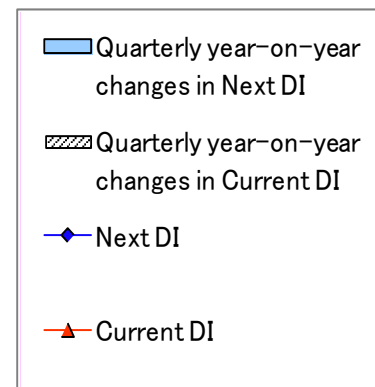 Quarterly year-on-year
changes in Next DI
Quarterly year-on-year
changes in Current DI
Next DI
Current DI